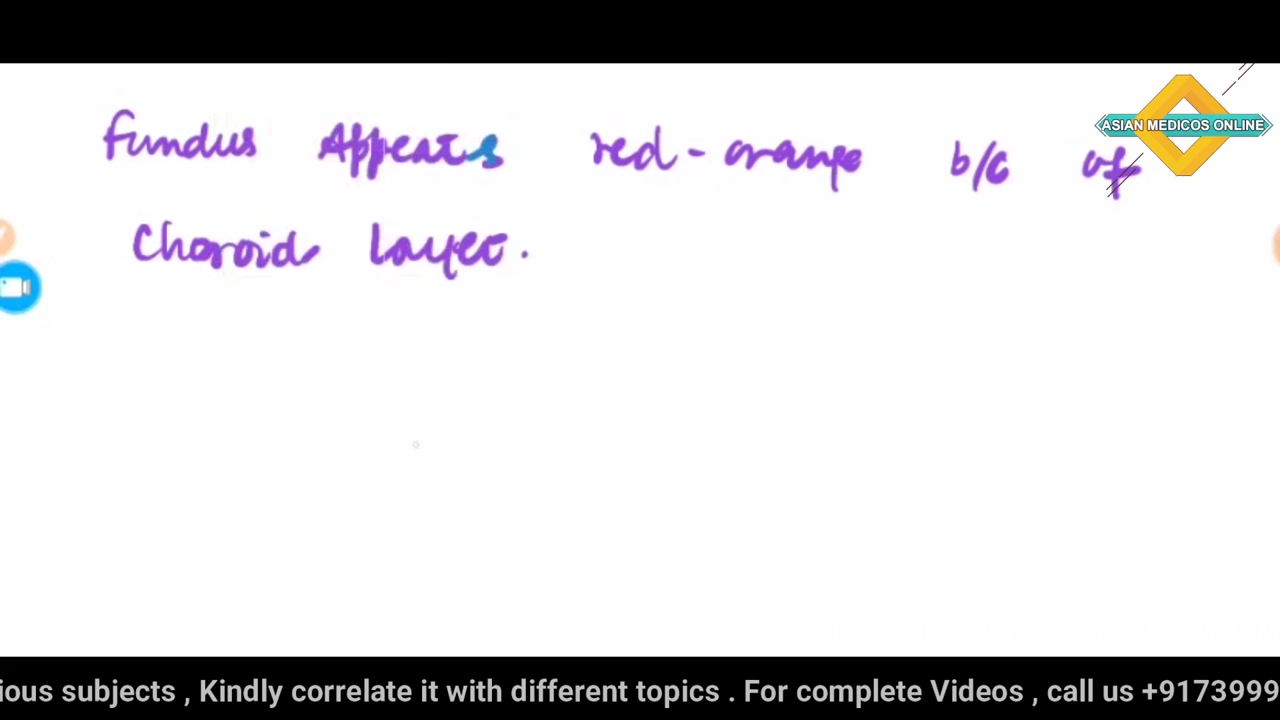 Fundus Appears red-orange b/c of
Choroid Layer.
ASIAN MEDICOS ONLINE
ious subjects , Kindly correlate it with different topics . For complete Videos , call us +9173999